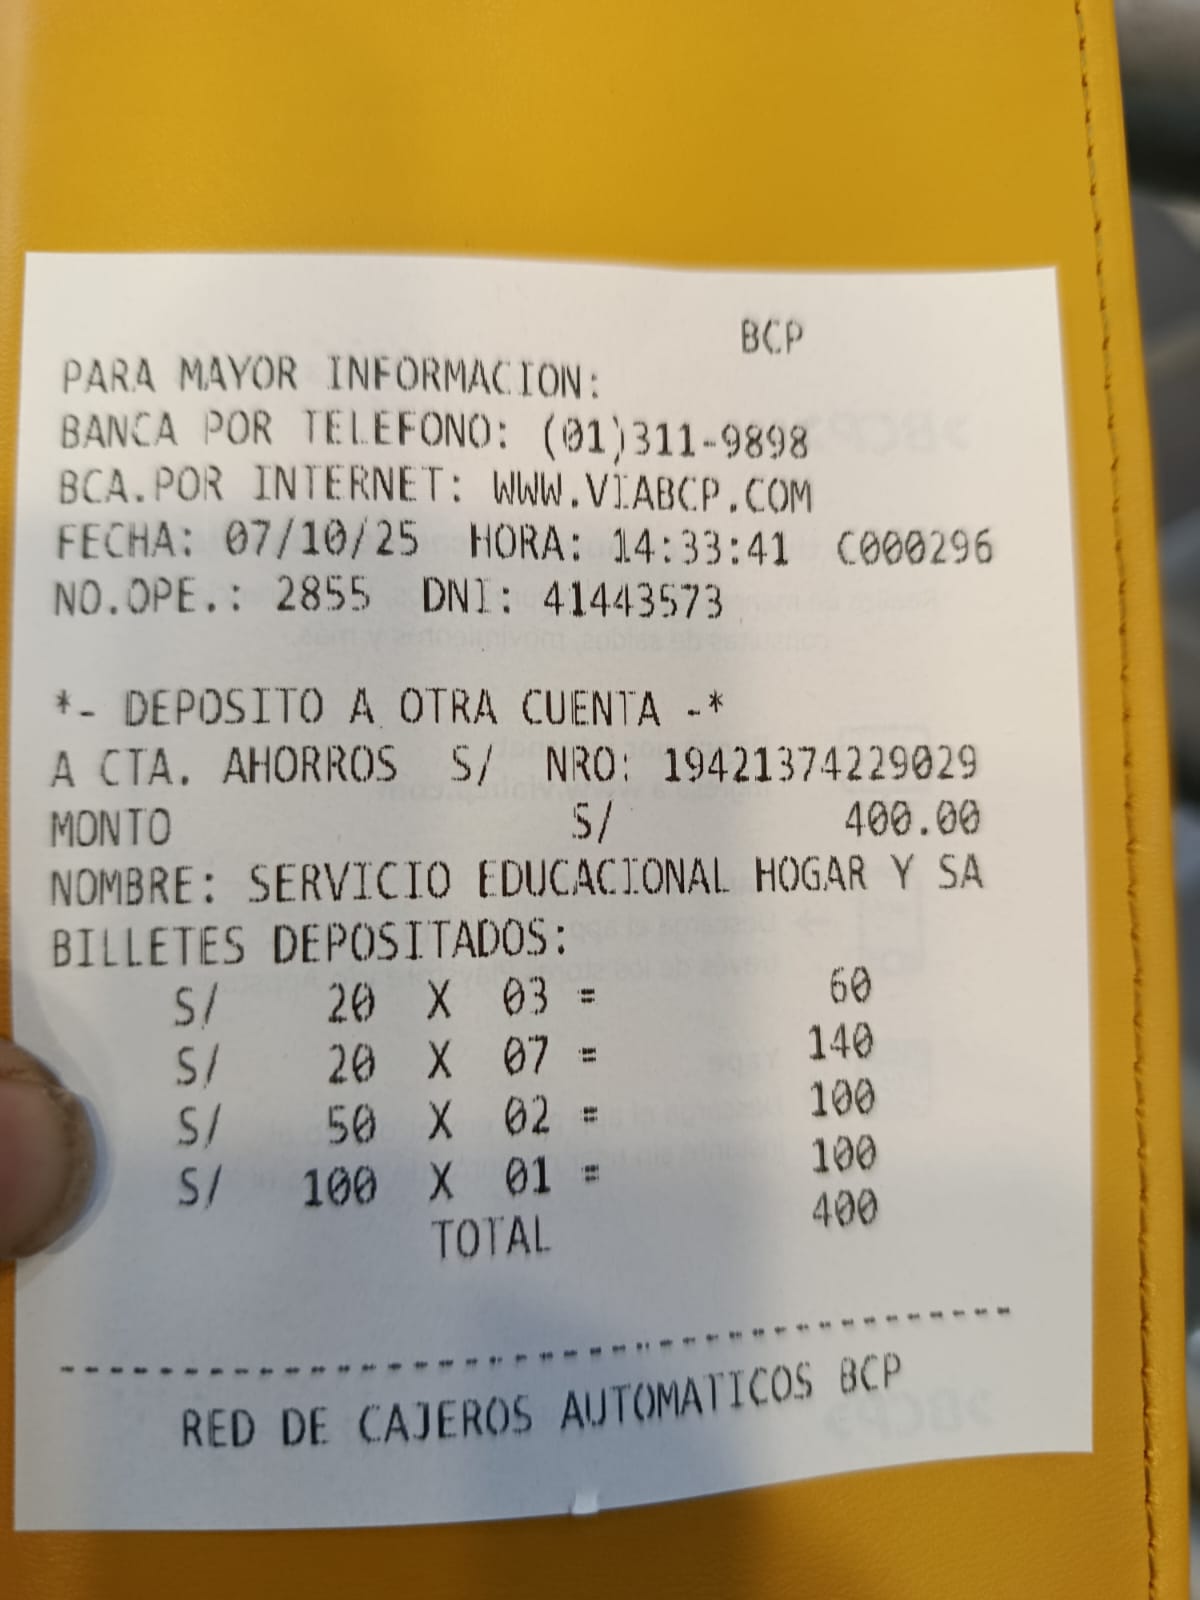 BCP
PARA MAYOR INFORMACION:
BANCA POR TELEFONO: (01)311-9898
BCA.POR INTERNET: WWW.VIABCP.COM
FECHA: 07/10/25 HORA: 14:33:41 C000296
NO.OPE.: 2855 DNI: 41443573
*- DEPOSITO A OTRA CUENTA -*
A CTA. AHORROS S/ NRO: 19421374229029
MONTO S/ 400.00
NOMBRE: SERVICIO EDUCACIONAL HOGAR Y SA
BILLETES DEPOSITADOS:
S/ 20 X 03 = 60
S/ 20 X 07 = 140
S/ 50 X 02 = 100
S/ 100 X 01 = 100
TOTAL 400
--------------------------------------
RED DE CAJEROS AUTOMATICOS BCP